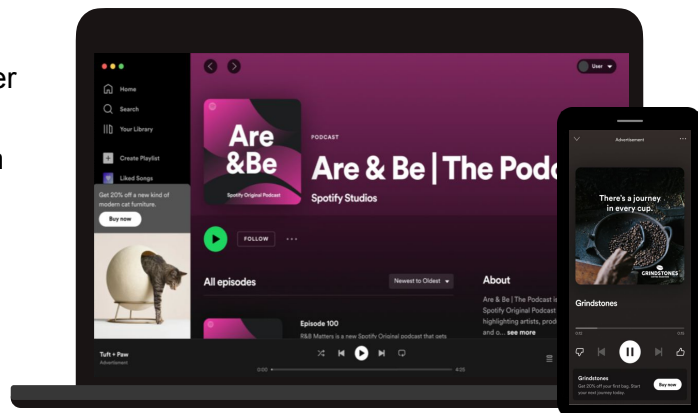 er
n
Home
Search
Your Library
Create Playlist
Liked Songs
Get 20% off a new kind of
modern cat furniture.
Buy now
Tuft + Paw
Advertisement
User
Are
&Be
Spotify Original Podcast
PODCAST
Are & Be | The Podc
Spotify Studios
FOLLOW
All episodes
Newest to Oldest
Episode 100
R&B Matters is a new Spotify Original podcast that gets
About
Are & Be | The Podcast i
Spotify Original Podcast
highlighting artists, prod
and o... see more
0:00
4:05
Advertisement
There's a journey
in every cup.
GRINDSTONES
Grindstones
Grindstones
Get 20% off your first bag. Start
your next journey today.
Buy now